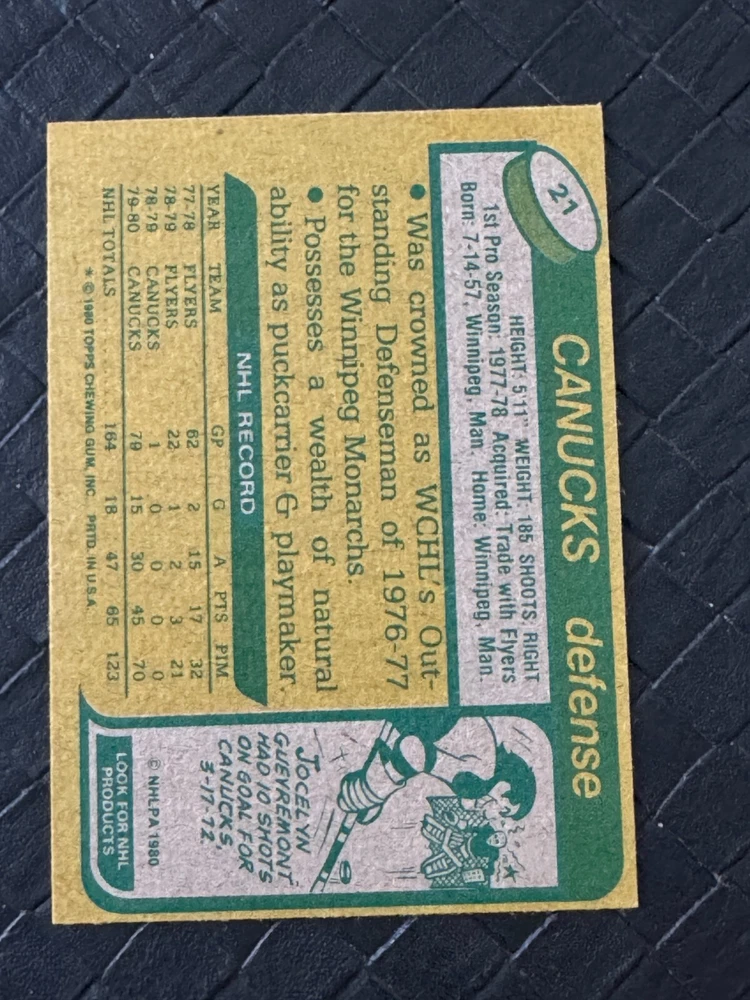 21
CANUCKS defense
HEIGHT: 5'11" WEIGHT: 185 SHOOTS: RIGHT
1st Pro Season: 1977-78 Acquired: Trade with Flyers
Born: 7-14-57, Winnipeg, Man. Home: Winnipeg, Man.
● Was crowned as WCHL's Out-
standing Defenseman of 1976-77
for the Winnipeg Monarchs.
● Possesses a wealth of natural
ability as puckcarrier & playmaker.
NHL RECORD
YEAR TEAM GP G A PTS PIM
77-78 FLYERS 62 2 15 17 32
78-79 FLYERS 22 1 2 3 21
78-79 CANUCKS 1 0 0 0 0
79-80 CANUCKS 79 15 30 45 70
NHL TOTALS 164 18 47 65 123
* © 1980 TOPPS CHEWING GUM, INC. PRTD. IN U.S.A.
JOCELYN
GUEVREMONT
HAD 10 SHOTS
ON GOAL FOR
CANUCKS,
3-17-72.
© NHLPA 1980
LOOK FOR NHL
PRODUCTS